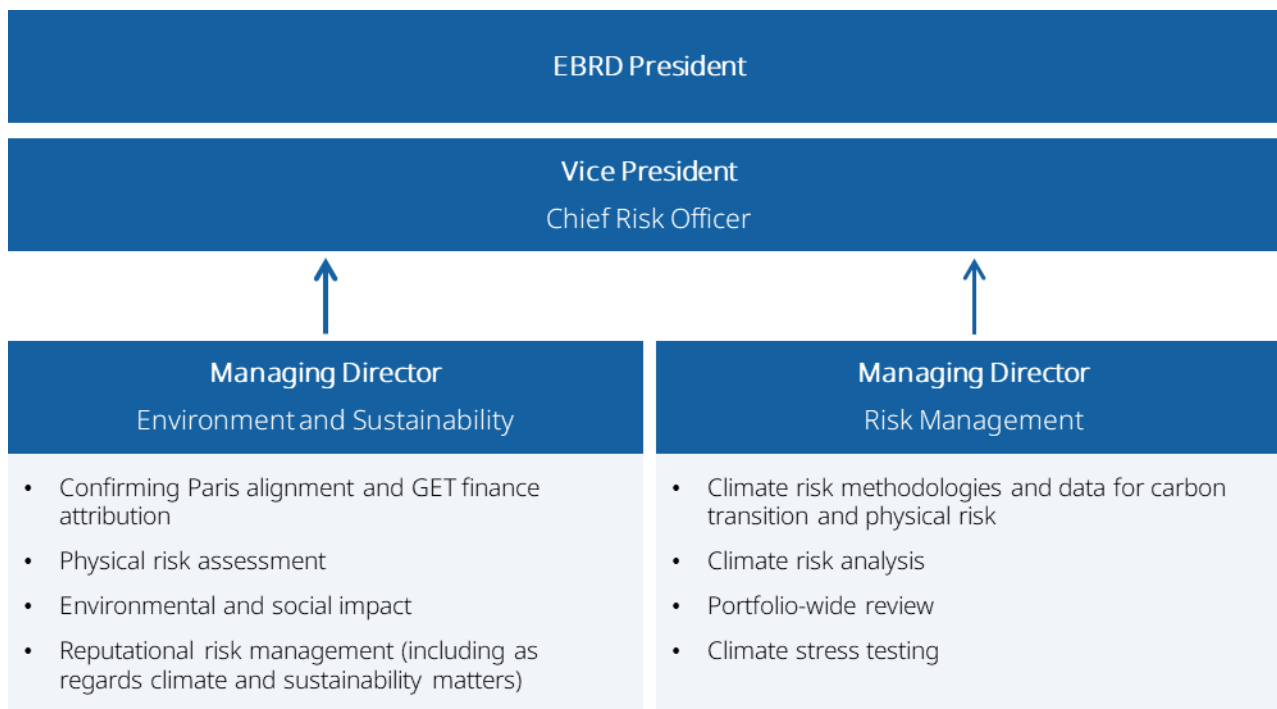 EBRD President
Vice President
Chief Risk Officer
Managing Director
Environment and Sustainability
• Confirming Paris alignment and GET finance
attribution
• Physical risk assessment
• Environmental and social impact
• Reputational risk management (including as
regards climate and sustainability matters)
Managing Director
Risk Management
• Climate risk methodologies and data for carbon
transition and physical risk
• Climate risk analysis
• Portfolio-wide review
• Climate stress testing